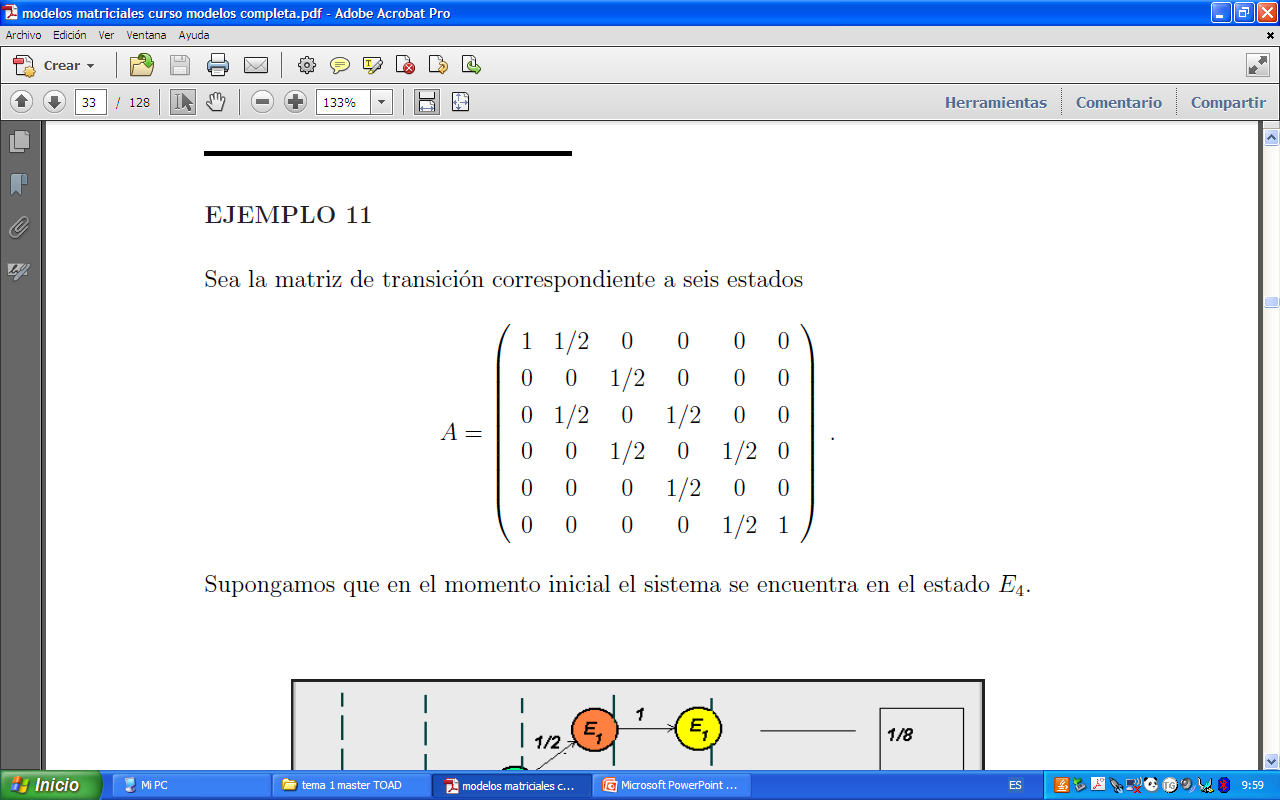 modelos matriciales curso modelos completa.pdf - Adobe Acrobat Pro
Archivo Edición Ver Ventana Ayuda
Crear
33 / 128 133% Herramientas Comentario Compartir
EJEMPLO 11
Sea la matriz de transición correspondiente a seis estados
1 1/2 0 0 0 0
0 0 1/2 0 0 0
0 1/2 0 1/2 0 0
A =
0 0 1/2 0 1/2 0
0 0 0 1/2 0 0
0 0 0 0 1/2 1
.
Supongamos que en el momento inicial el sistema se encuentra en el estado E4.
E1 1 E1
1/2 1/8
Inicio Mi PC tema 1 master TOAD modelos matriciales c... Microsoft PowerPoint ... ES 9:59